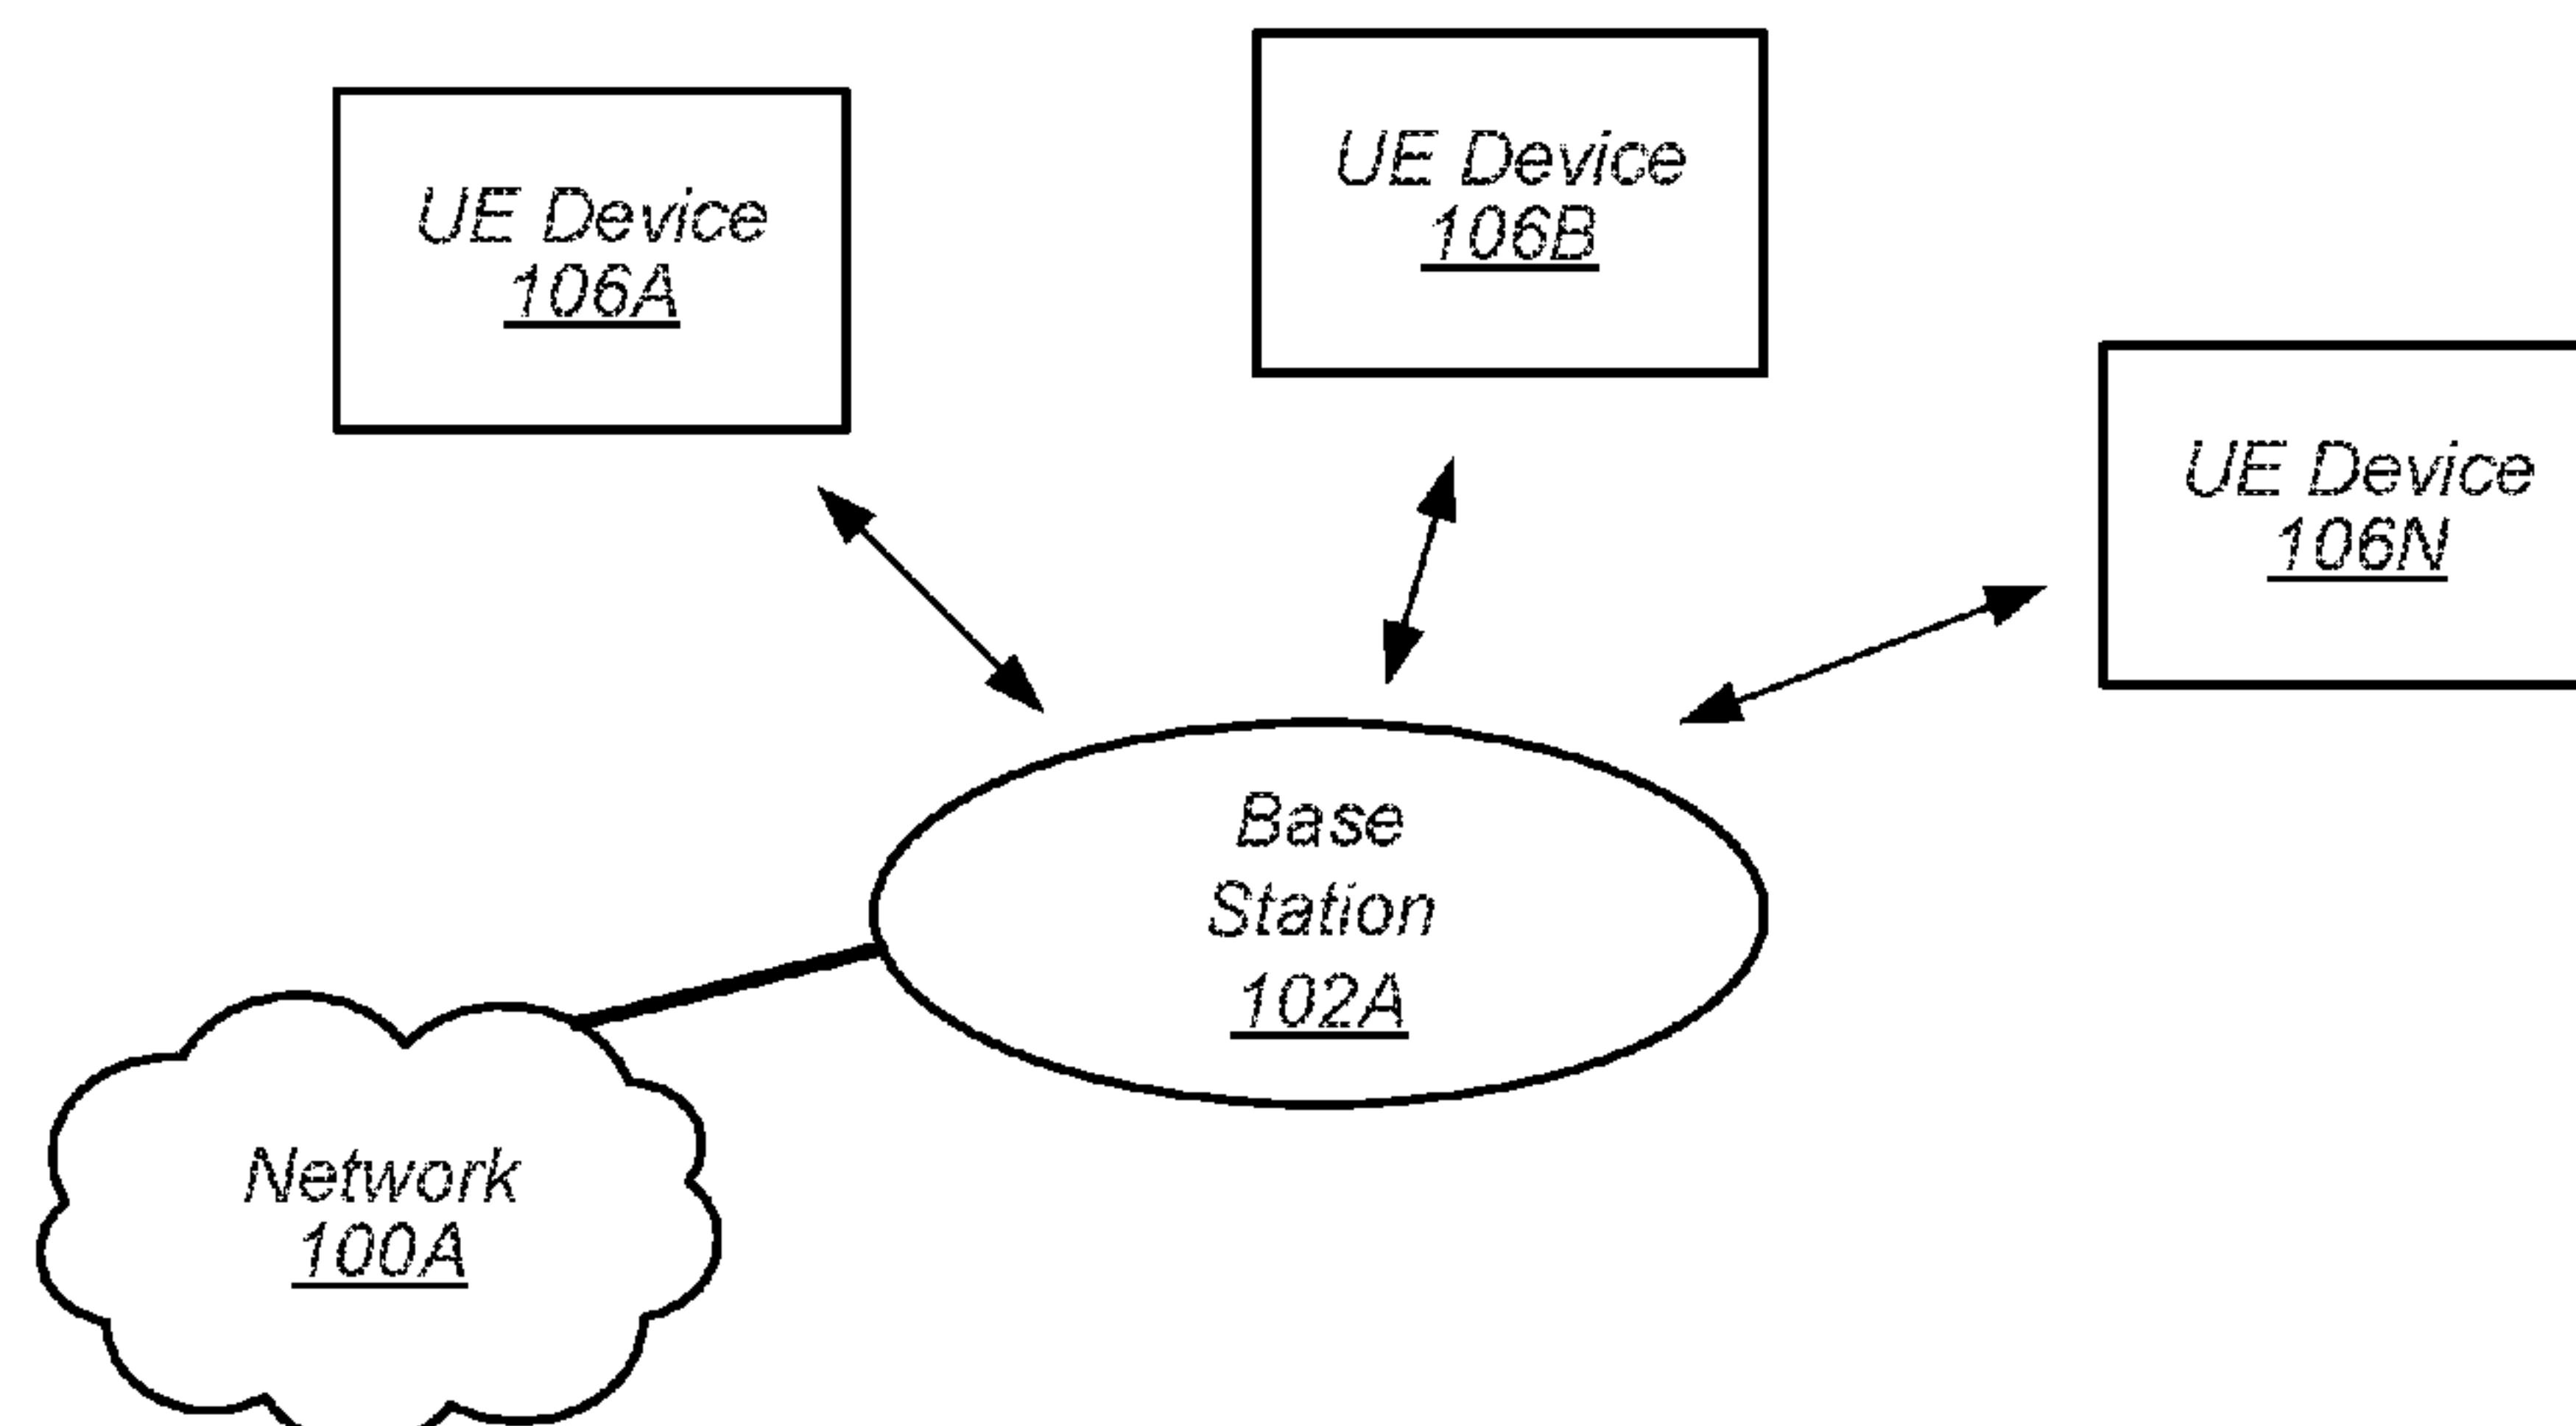 UE Device
106A
UE Device
106B
UE Device
106N
Base
Station
102A
Network
100A